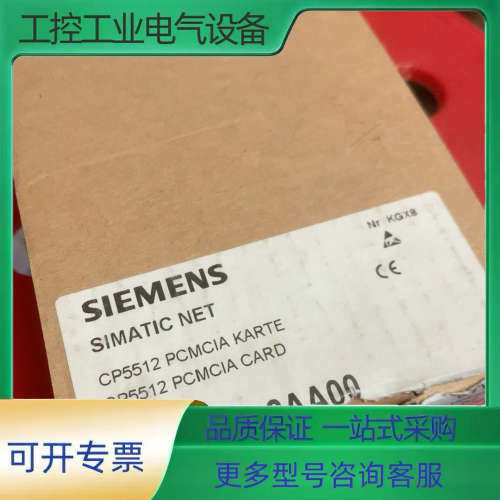 工控工业电气设备
Nr KGX8
CE
SIEMENS
SIMATIC NET
CP5512 PCMCIA KARTE
CP5512 PCMCIA CARD
0AA00
品质保证 一站式采购
可开专票
更多型号咨询客服